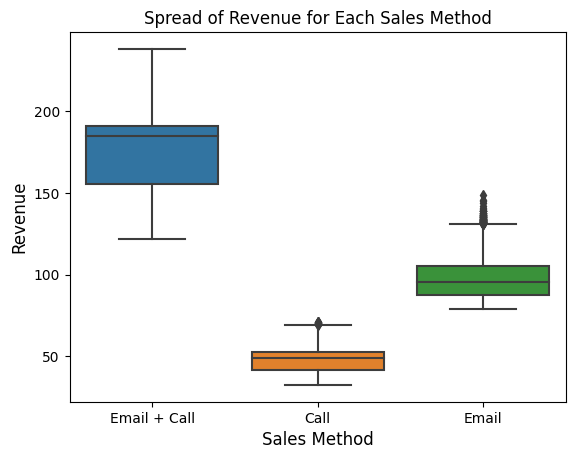 Spread of Revenue for Each Sales Method
200
150
100
50
Revenue
Email + Call
Call
Email
Sales Method